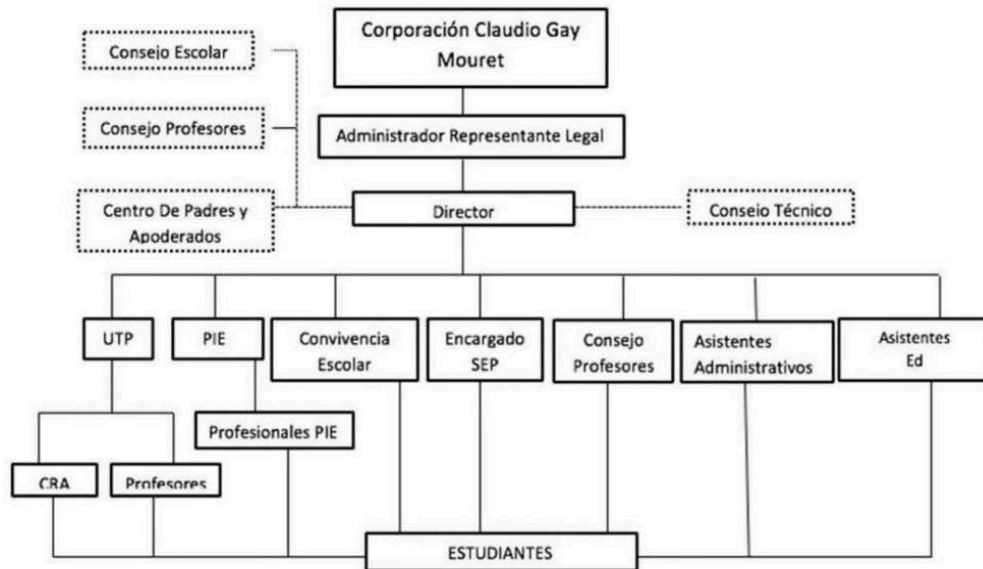 Corporación Claudio Gay
Mouret
Consejo Escolar
Consejo Profesores
Administrador Representante Legal
Centro De Padres y
Apoderados
Director
Consejo Técnico
UTP
PIE
Convivencia
Escolar
Encargado
SEP
Consejo
Profesores
Asistentes
Administrativos
Asistentes
Ed
Profesionales PIE
CRA
Profesores
ESTUDIANTES